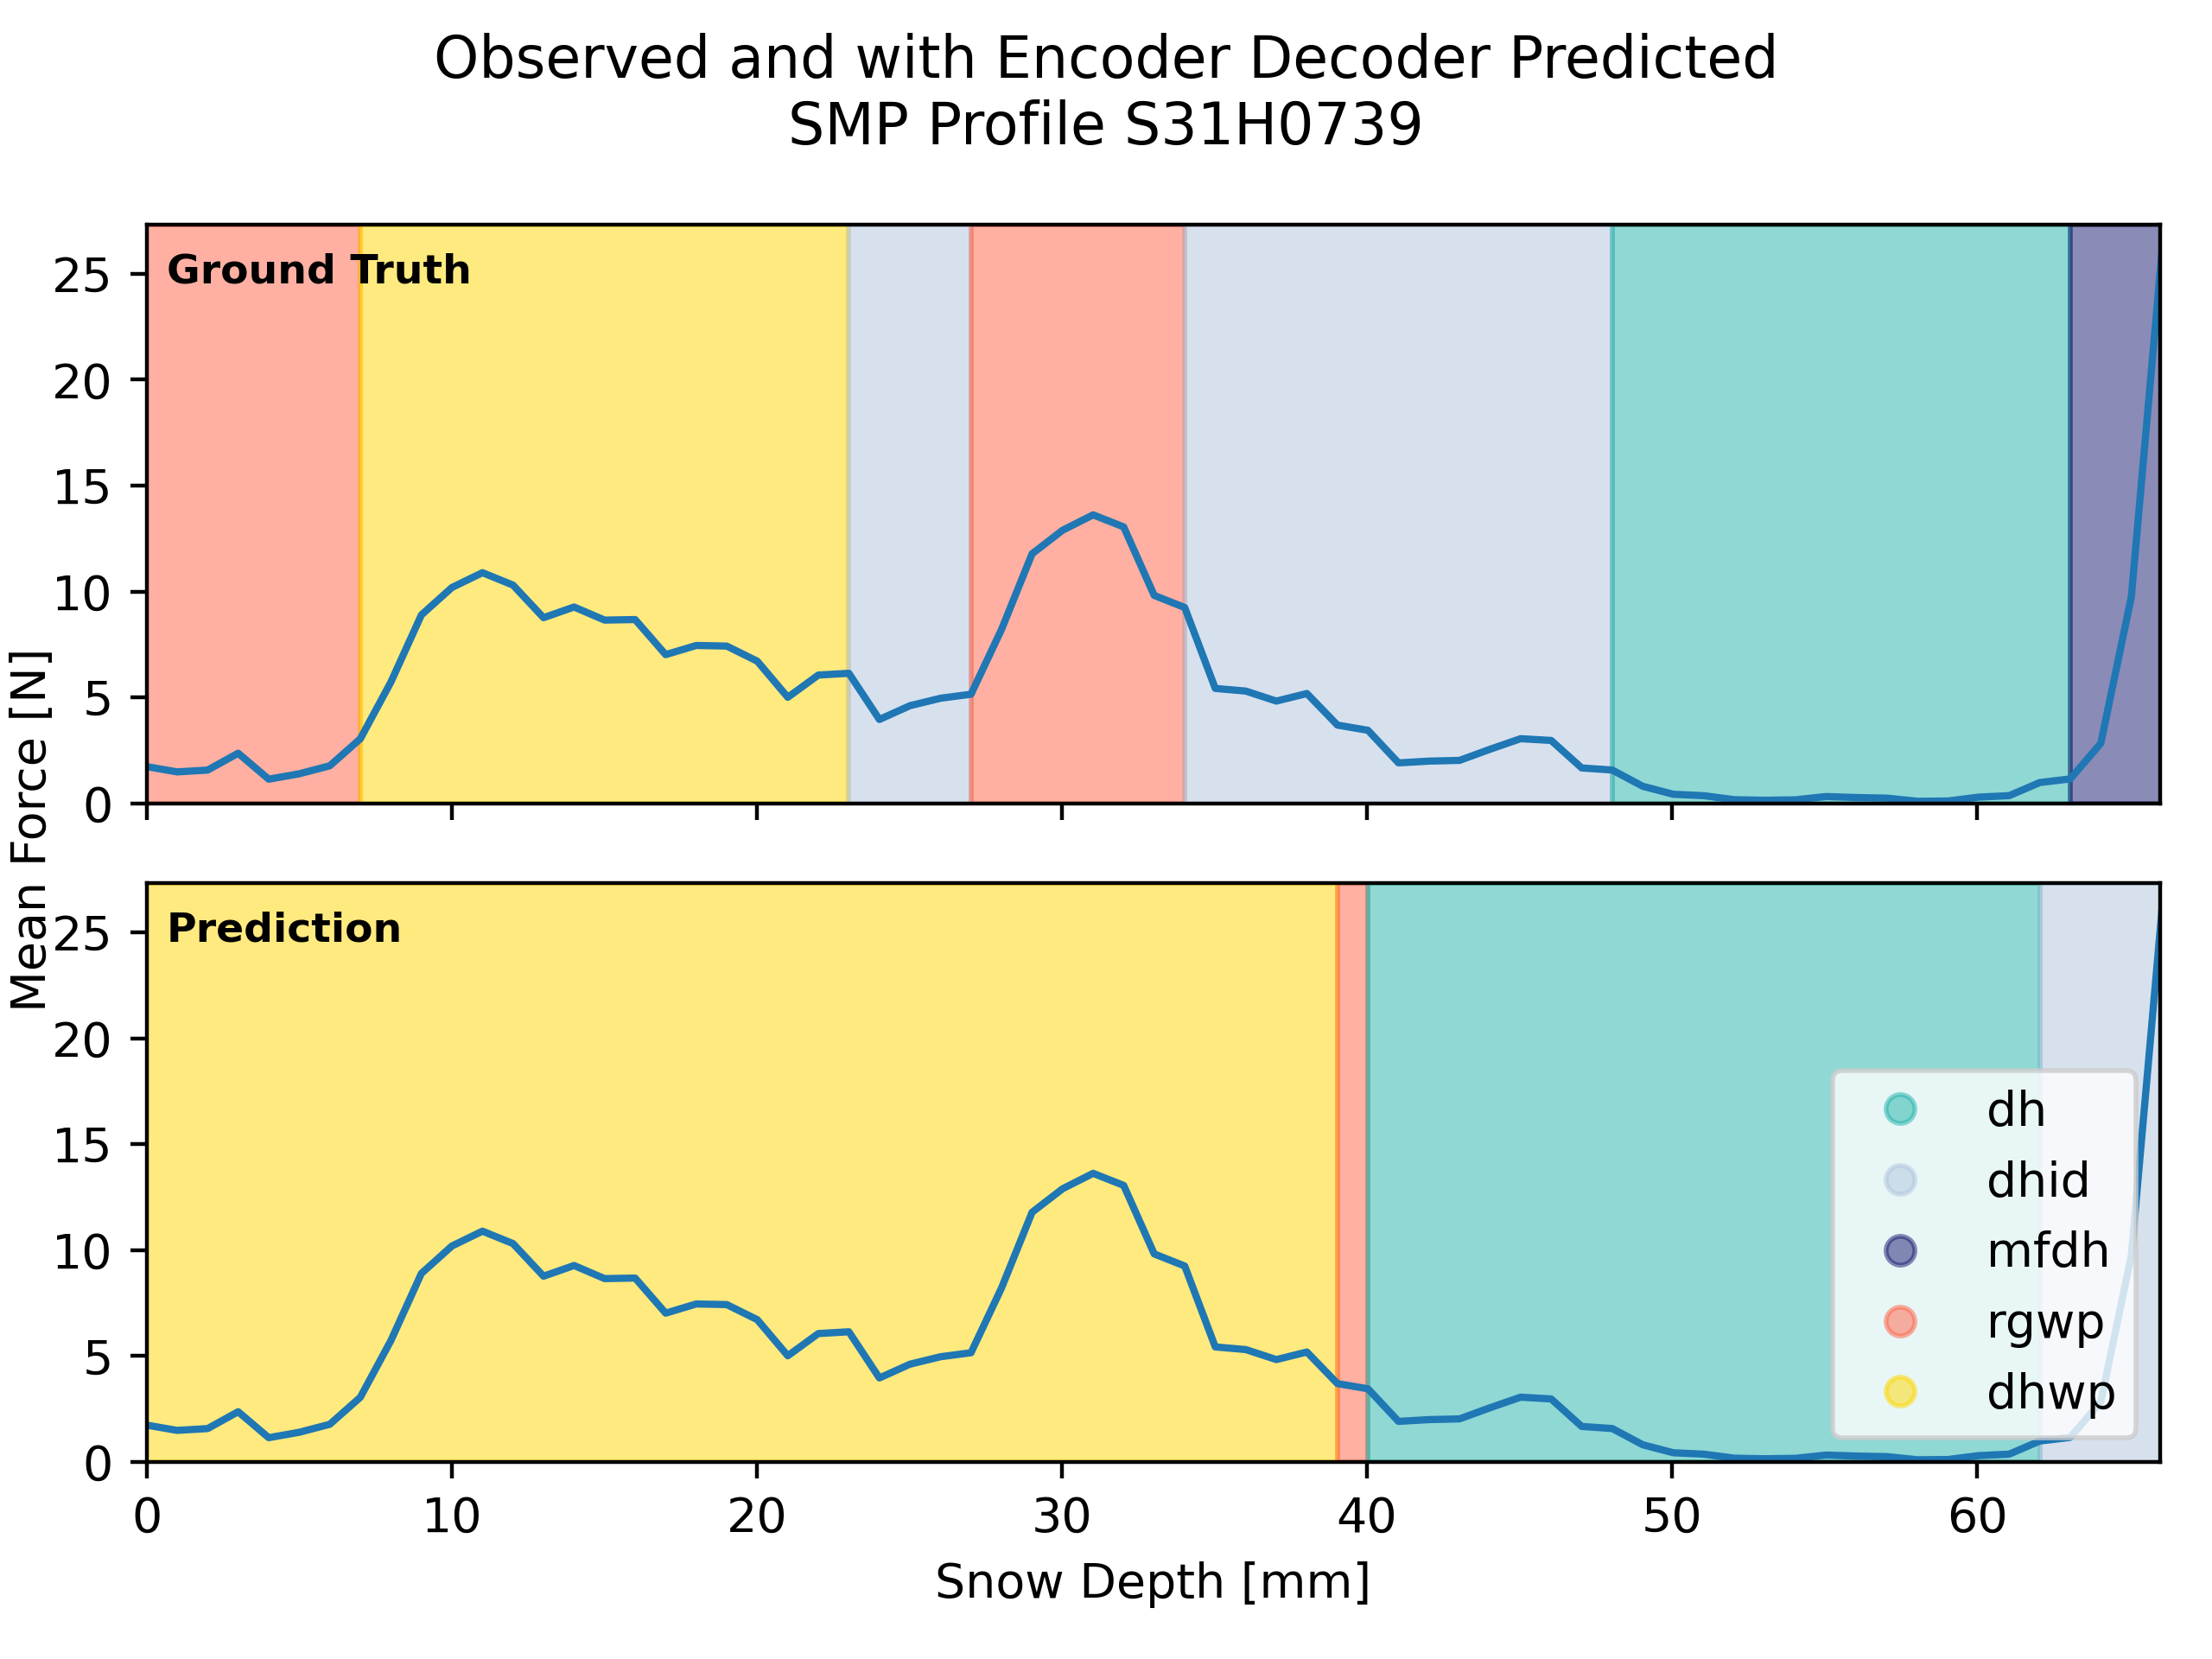 Observed and with Encoder Decoder Predicted
SMP Profile S31H0739
Ground Truth
25
20
15
10
5
0
Mean Force [N]
Prediction
25
20
15
10
5
0
dh
dhid
mfdh
rgwp
dhwp
0 10 20 30 40 50 60
Snow Depth [mm]